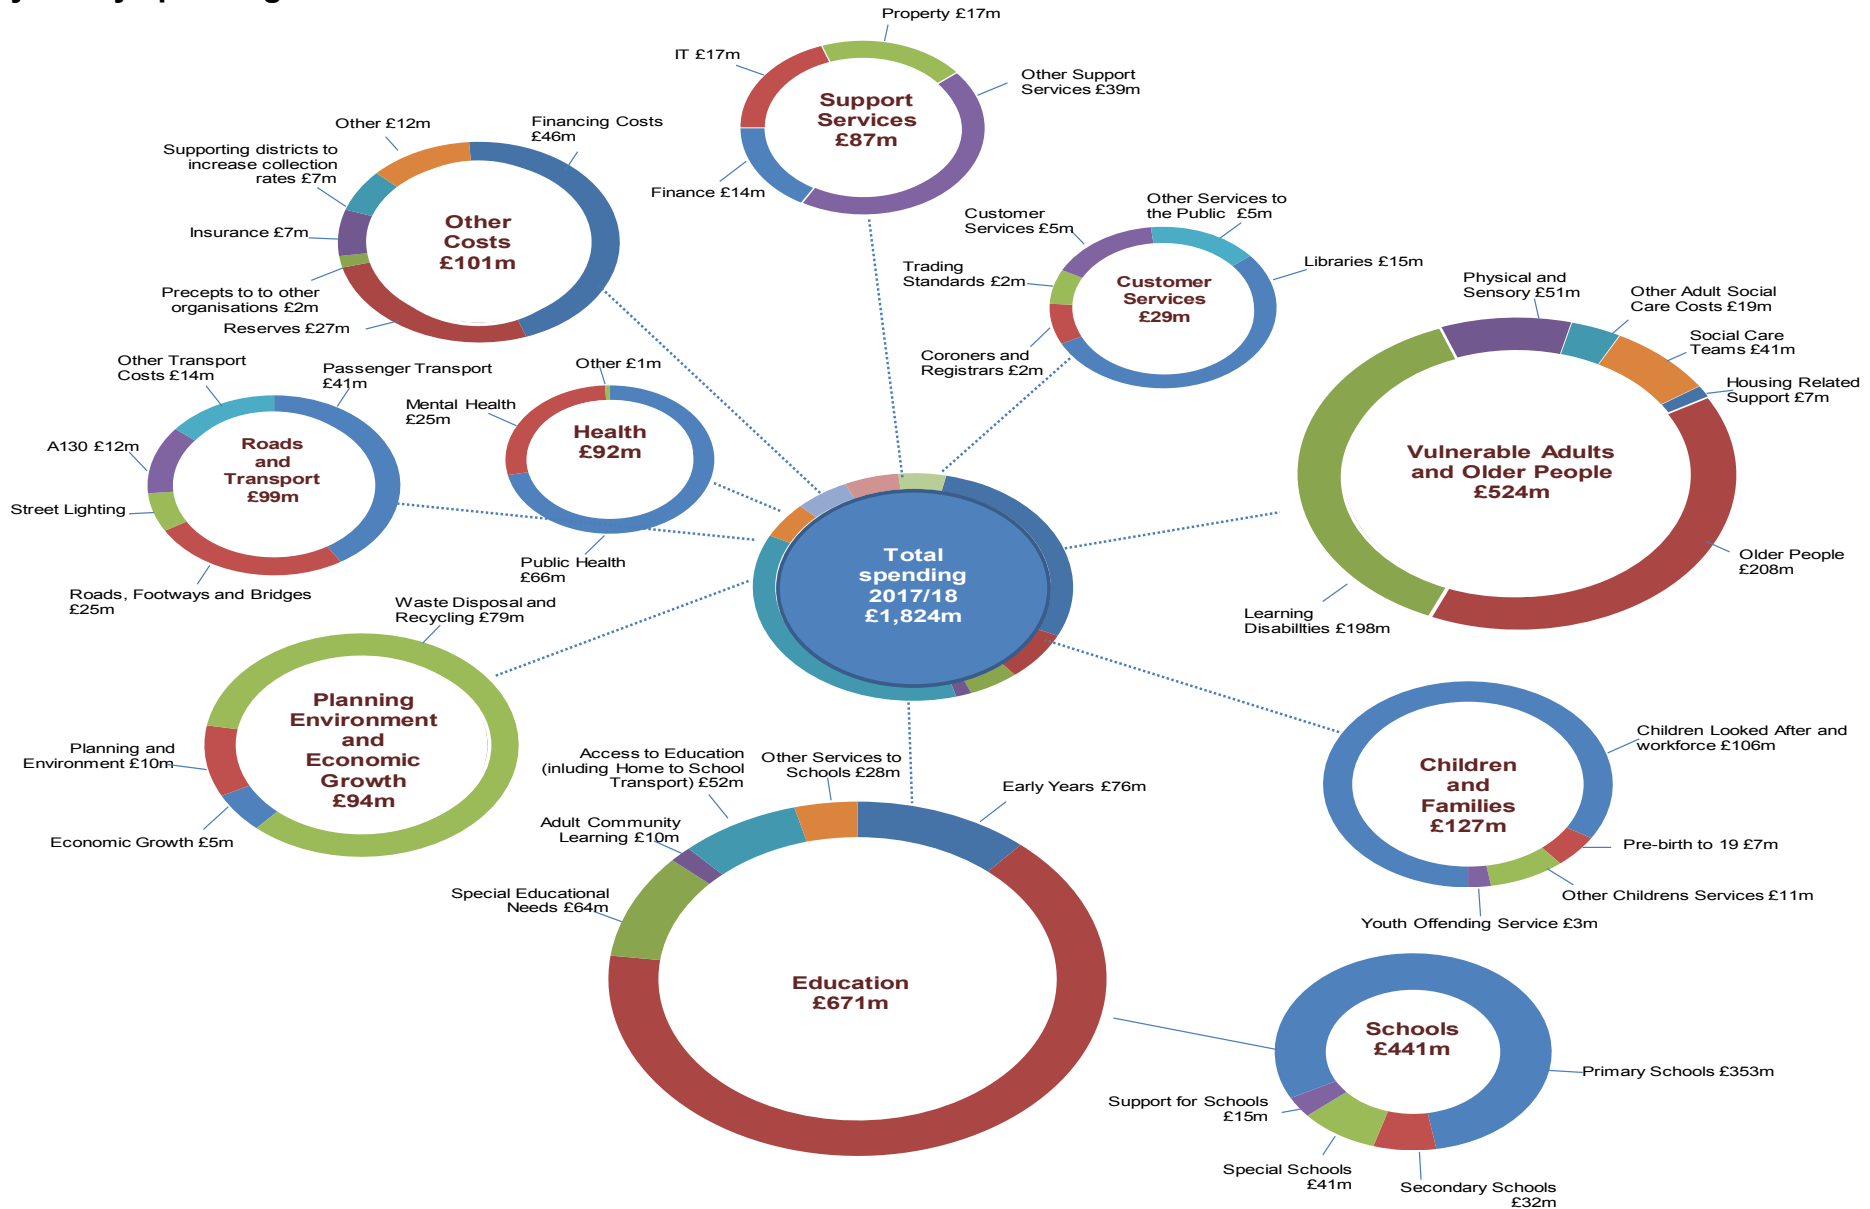 Property £17m
IT £17m
Other Support
Services £39m
Support
Services
£87m
Finance £14m
Other £12m
Financing Costs
£46m
Supporting districts to
increase collection
rates £7m
Insurance £7m
Other
Costs
£101m
Precepts to to other
organisations £2m
Reserves £27m
Customer
Services £5m
Other Services to
the Public £5m
Libraries £15m
Trading
Standards £2m
Customer
Services
£29m
Coroners and
Registrars £2m
Physical and
Sensory £51m
Other Adult Social
Care Costs £19m
Social Care
Teams £41m
Housing Related
Support £7m
Vulnerable Adults
and Older People
£524m
Older People
£208m
Learning
Disabillties £198m
Other Transport
Costs £14m
Passenger Transport
£41m
A130 £12m
Roads
and
Transport
£99m
Street Lighting
Roads, Footways and Bridges
£25m
Other £1m
Mental Health
£25m
Health
£92m
Public Health
£66m
Total
spending
2017/18
£1,824m
Waste Disposal and
Recycling £79m
Planning
Environment
and
Economic
Growth
£94m
Planning and
Environment £10m
Economic Growth £5m
Children Looked After and
workforce £106m
Children
and
Families
£127m
Pre-birth to 19 £7m
Other Childrens Services £11m
Youth Offending Service £3m
Access to Education
(inluding Home to School
Transport) £52m
Other Services to
Schools £28m
Early Years £76m
Adult Community
Learning £10m
Special Educational
Needs £64m
Education
£671m
Schools
£441m
Primary Schools £353m
Support for Schools
£15m
Special Schools
£41m
Secondary Schools
£32m